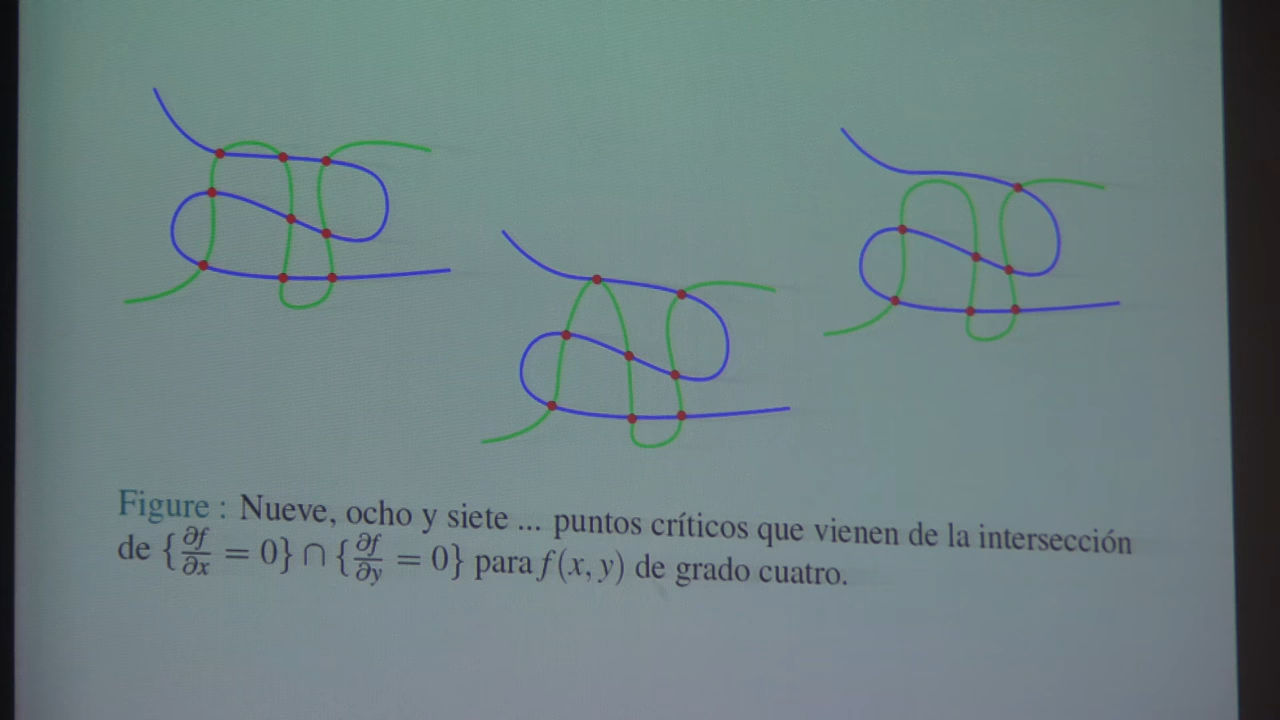 Figure : Nueve, ocho y siete ... puntos críticos que vienen de la intersección
de {∂f/∂x = 0} ∩ {∂f/∂y = 0} para f(x, y) de grado cuatro.